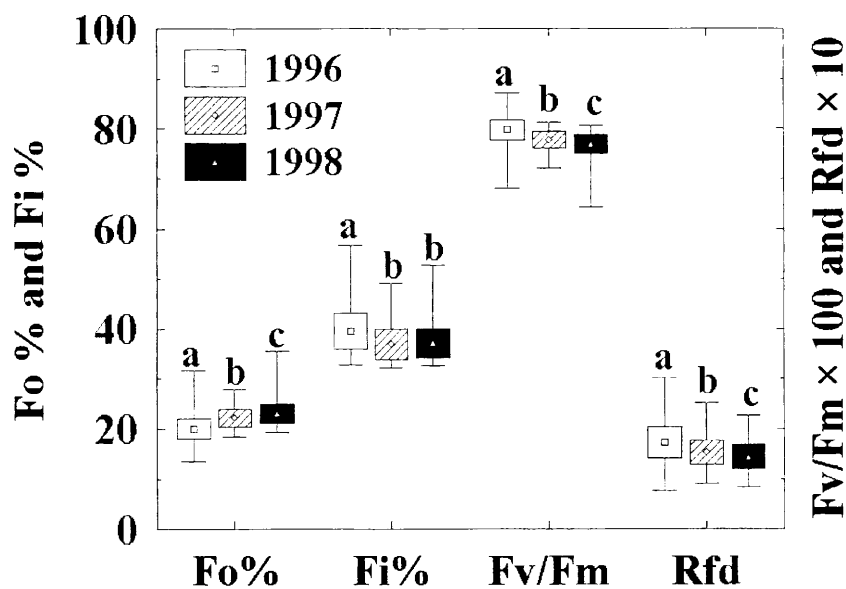 100
80
60
40
20
0
Fo % and Fi %
1996
1997
1998
a b c
a b b
a b c
a b c
Fo% Fi% Fv/Fm Rfd
Fv/Fm × 100 and Rfd × 10